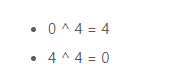 • 0 ^ 4 = 4
• 4 ^ 4 = 0